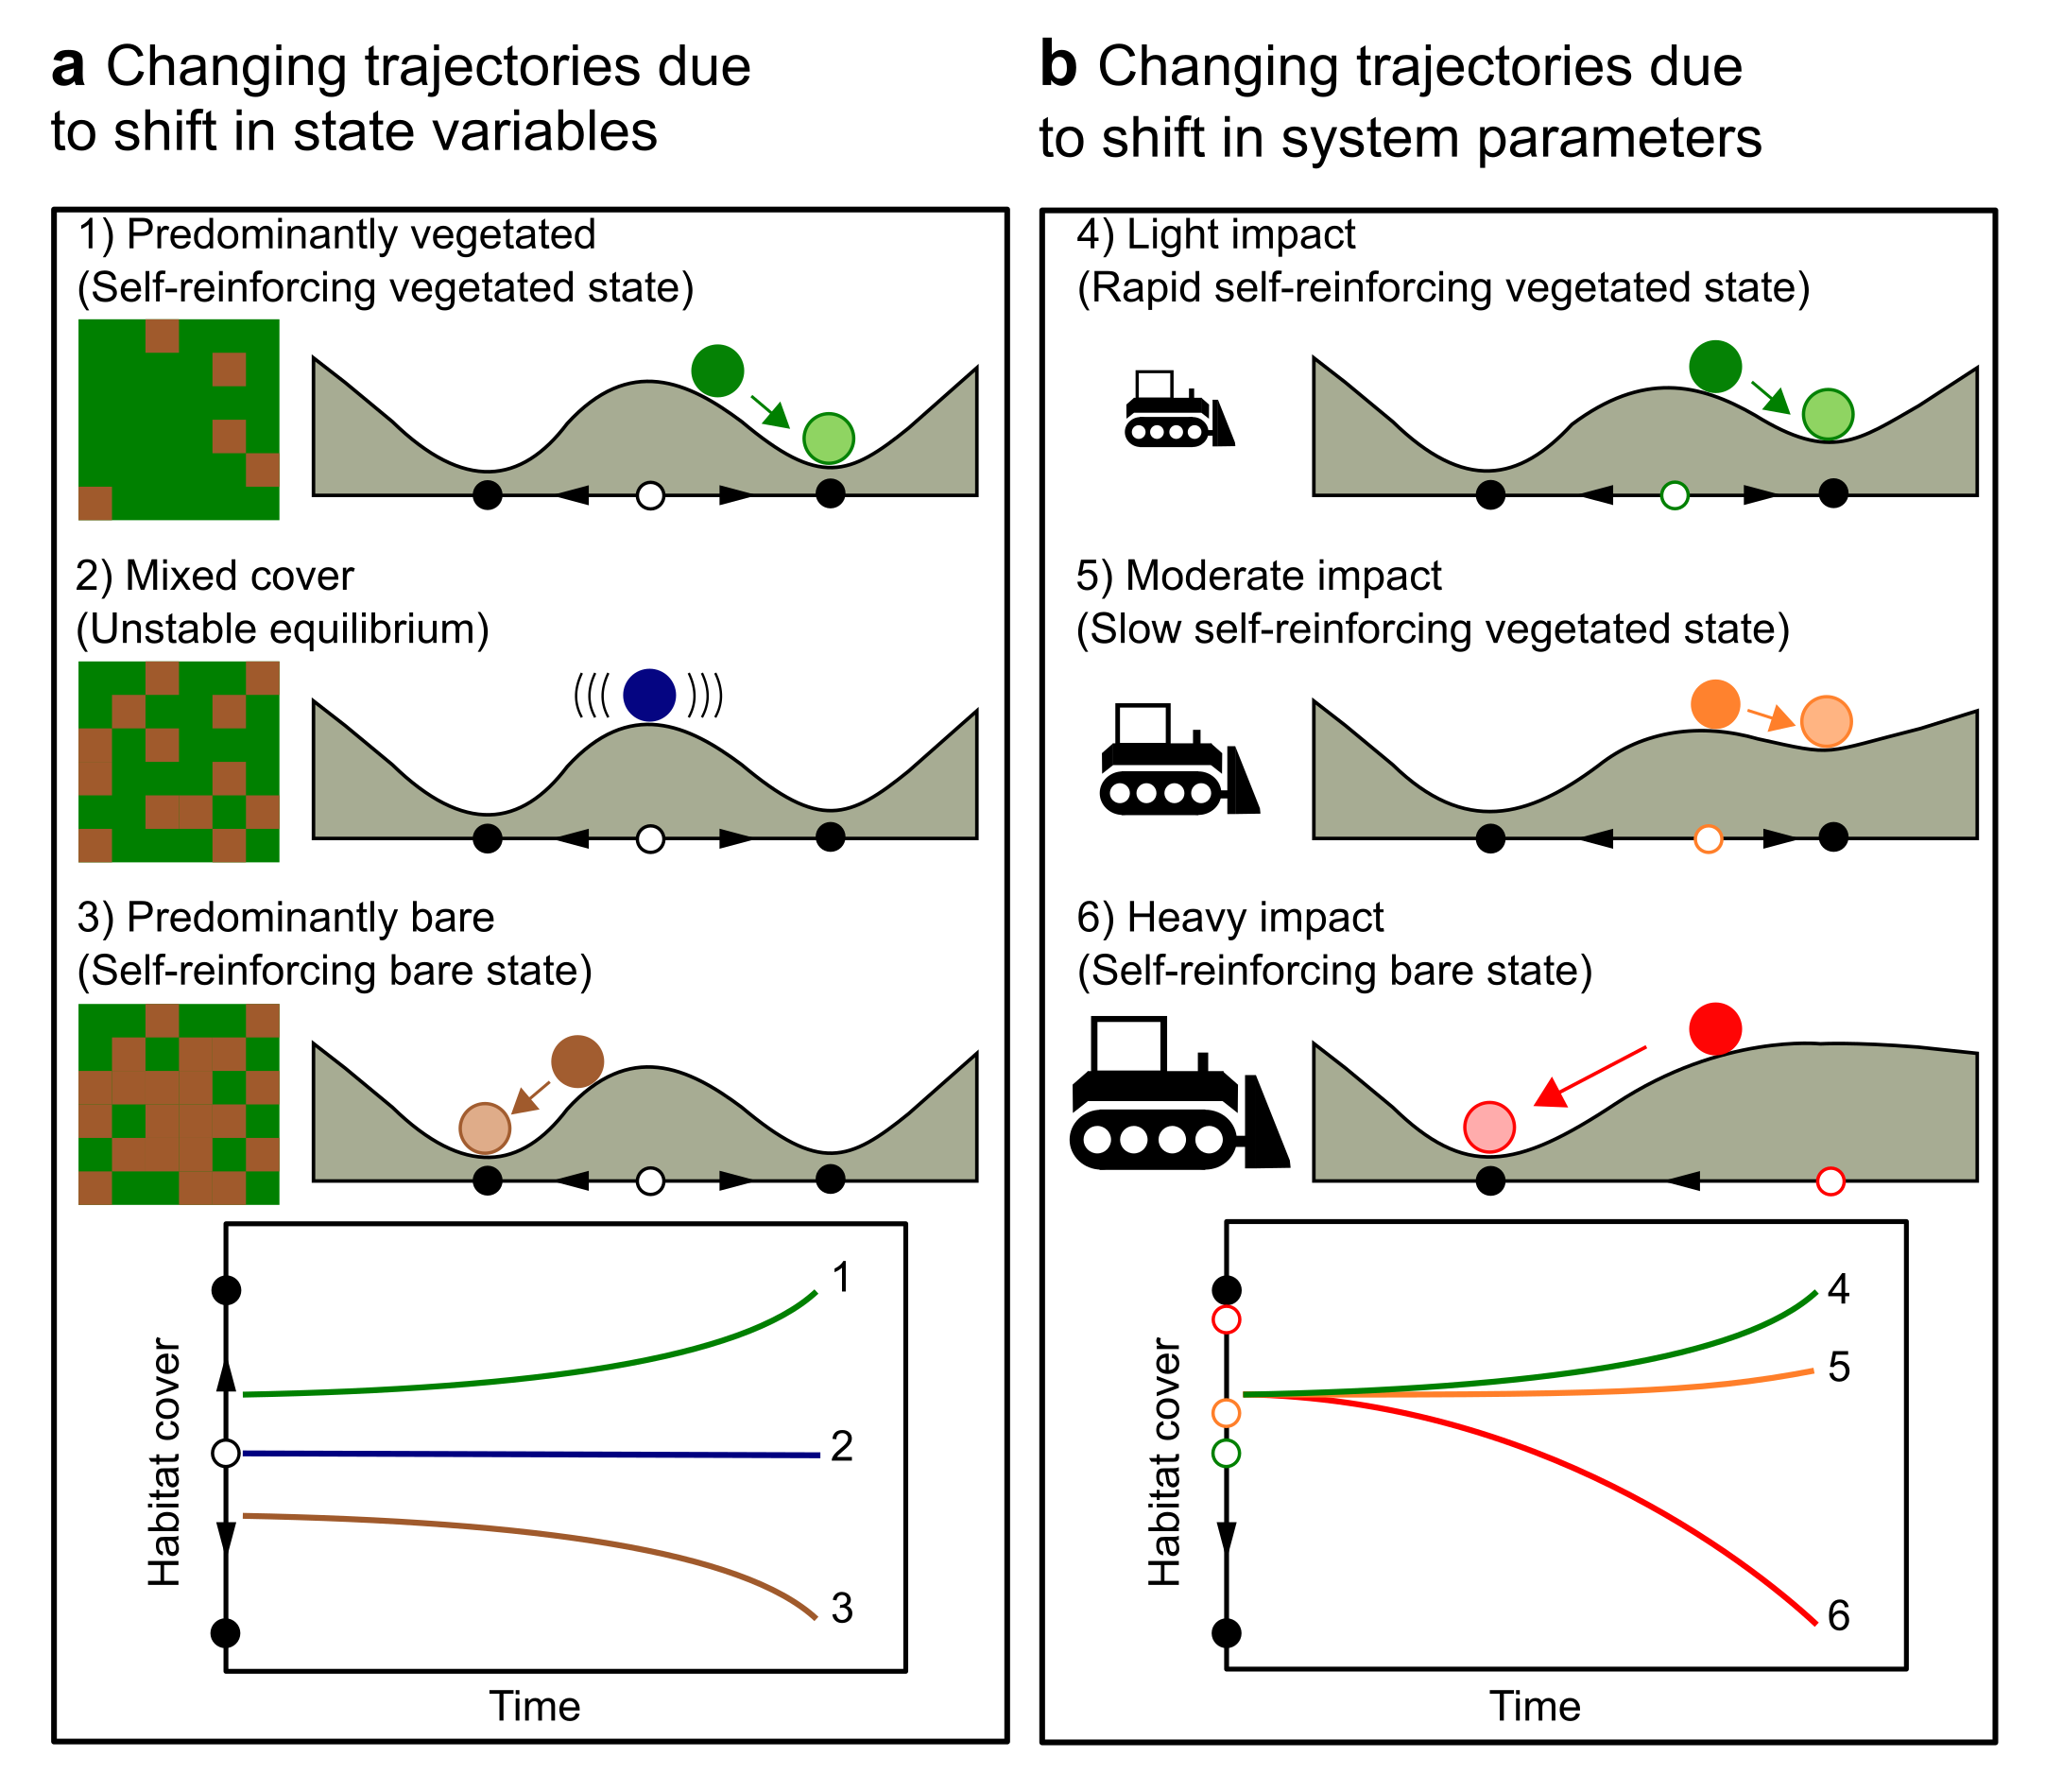 a Changing trajectories due
to shift in state variables
1) Predominantly vegetated
(Self-reinforcing vegetated state)
2) Mixed cover
(Unstable equilibrium)
3) Predominantly bare
(Self-reinforcing bare state)
Habitat cover
1
2
3
Time
b Changing trajectories due
to shift in system parameters
4) Light impact
(Rapid self-reinforcing vegetated state)
5) Moderate impact
(Slow self-reinforcing vegetated state)
6) Heavy impact
(Self-reinforcing bare state)
Habitat cover
4
5
6
Time